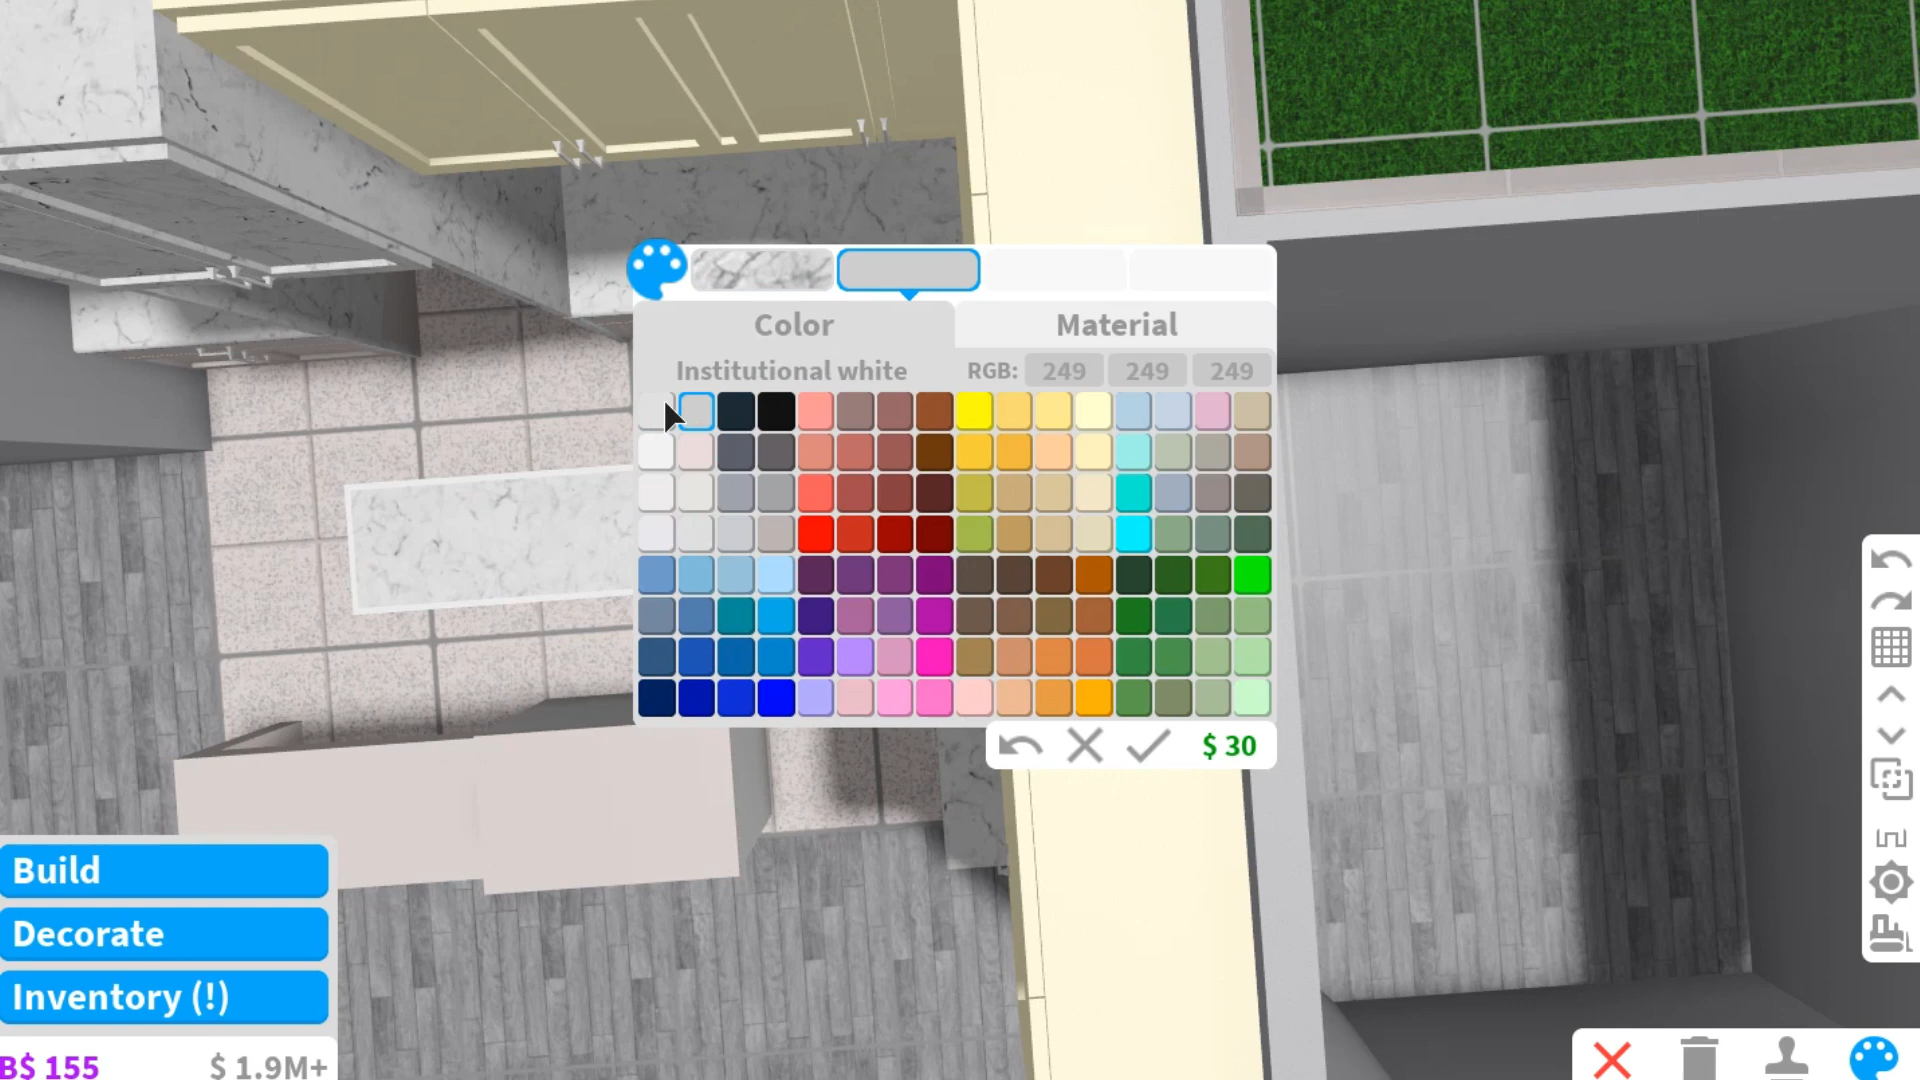 Color
Material
Institutional white
RGB: 249 249 249
$ 30
Build
Decorate
Inventory (!)
B$ 155
$ 1.9M+